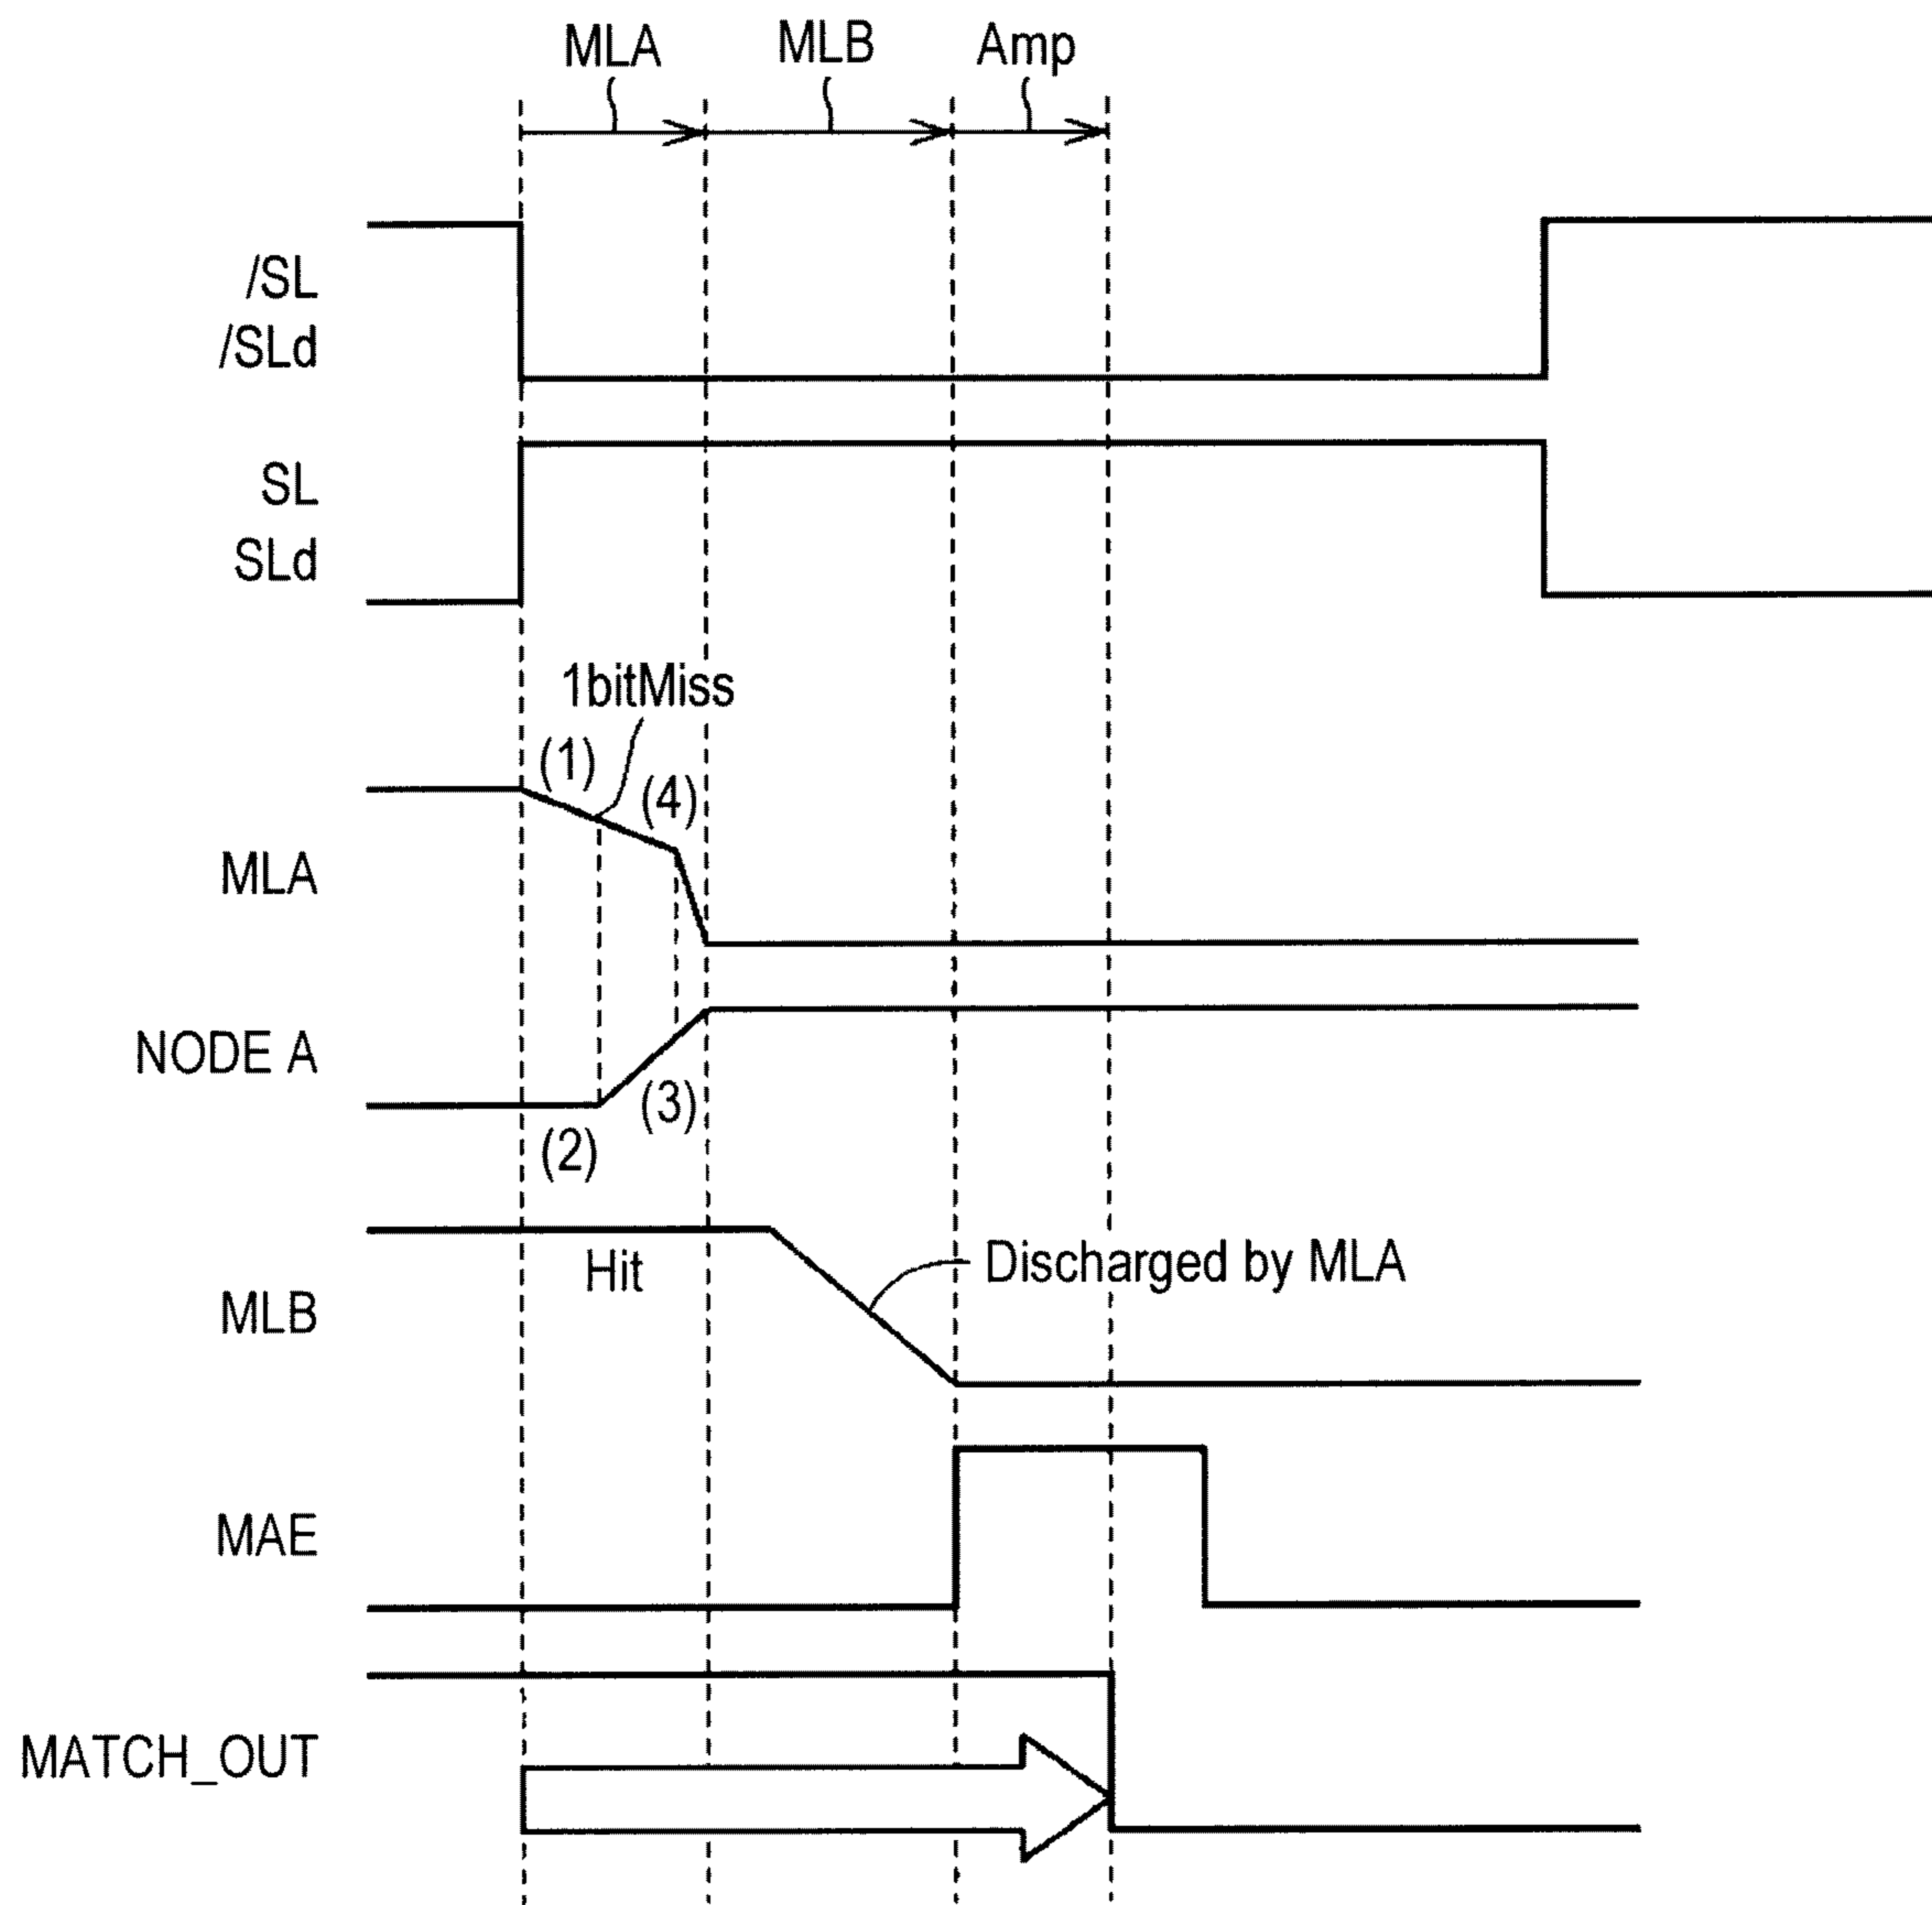 MLA
MLB
Amp
/SL
/SLd
SL
SLd
1bitMiss
(1)
(4)
MLA
NODE A
(3)
(2)
Hit
Discharged by MLA
MLB
MAE
MATCH_OUT